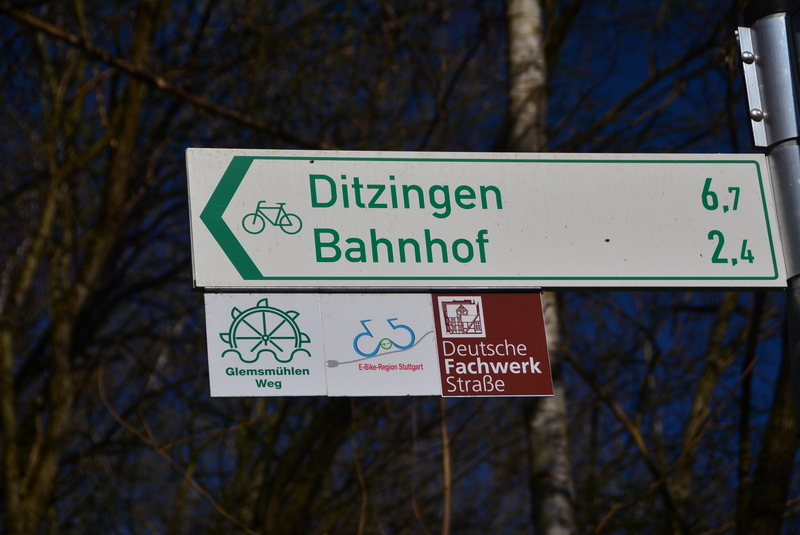 Ditzingen 6,7
Bahnhof 2,4
Glemsmühlen
Weg
E-Bike-Region Stuttgart
Deutsche
Fachwerk
Straße